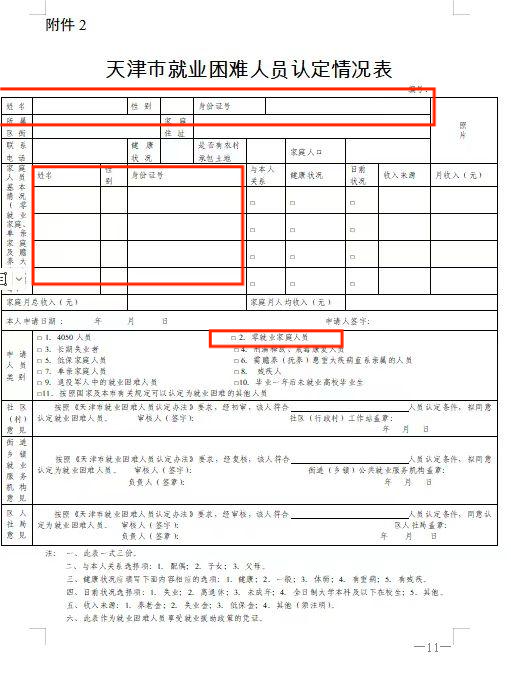 附件 2
天津市就业困难人员认定情况表
编号：
姓 名 性 别 身份证号 照片
所 属 区 街 家 庭 住 址
联 系 电 话 健 康 状 况 是否有农村承包土地 家庭人口
家 庭 人 员 基 本 情 况（零 就 业 家庭、单 亲 家 庭 及 赡 养
姓名 性别 身份证号 与本人关系 健康状况 目前状况 收入来源 月收入（元）
□ □
□ □
□ □
□ □
家庭月总收入（元） 家庭月人均收入（元）
本人申请日期： 年 月 日 申请人签字：
申 请 人 员 类 别
□ 1. 4050 人员 □ 2. 零就业家庭人员
□ 3. 长期失业者 □ 4.
□ 5. 低保家庭人员 □ 6. 需赡养（抚养）患重大疾病直系亲属的人员
□ 7. 单亲家庭人员 □ 8. 残疾人
□ 9. 退役军人中的就业困难人员 □10. 毕业一年后未就业高校毕业生
□11. 按照国家及本市有关规定可以认定为就业困难的其他人员
社 区（村）意 见
按照《天津市就业困难人员认定办法》要求，经初审，该人符合 人员认定条件，拟同意
认定就业困难人员。 审核人（签字）： 社区（行政村）工作站盖章：
年 月 日
街 道 乡 镇 就 业 服 务 机 构 意 见
按照《天津市就业困难人员认定办法》要求，经复核，该人符合 人员认定条件，拟同意
认定为就业困难人员。 审核人（签字）： 街道（乡镇）公共就业服务机构盖章：
负责人（签章）： 年 月 日
区 人 社 局 意 见
按照《天津市就业困难人员认定办法》要求，经审核，该人符合 人员认定条件，同意认
定为就业困难人员。 审核人（签字）： 区人社局盖章：
负责人（签章）： 年 月 日
注： 一、此表一式三份。
二、与本人关系选择项：1. 配偶；2. 子女；3. 父母。
三、健康状况应填写下面内容相应的选项：1. 健康；2. 一般；3. 体弱；4. 有重病；5. 有残疾。
四、目前状况选择项：1. 失业；2. 离退休；3. 未成年；4. 全日制大学本科及以下在校生；5. 其他。
五、收入来源：1. 养老金；2. 失业金；3. 低保金；4. 其他（须注明）。
六、此表作为就业困难人员享受就业援助政策的凭证。
—11—